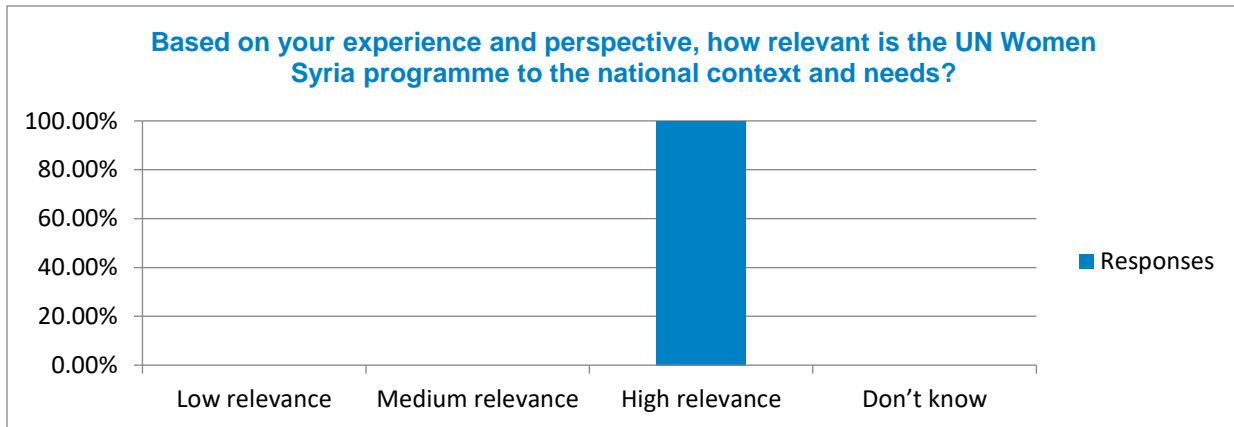 Based on your experience and perspective, how relevant is the UN Women
Syria programme to the national context and needs?
100.00%
80.00%
60.00%
40.00%
20.00%
0.00%
Low relevance
Medium relevance
High relevance
Don’t know
Responses